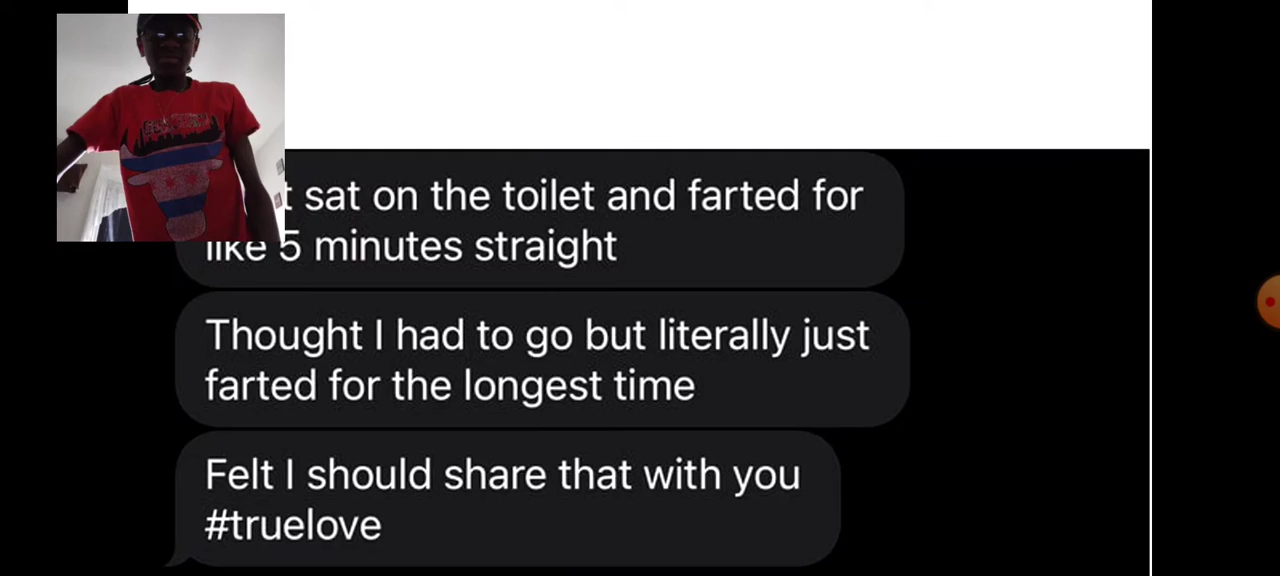 sat on the toilet and farted for
like 5 minutes straight
Thought I had to go but literally just
farted for the longest time
Felt I should share that with you
#truelove